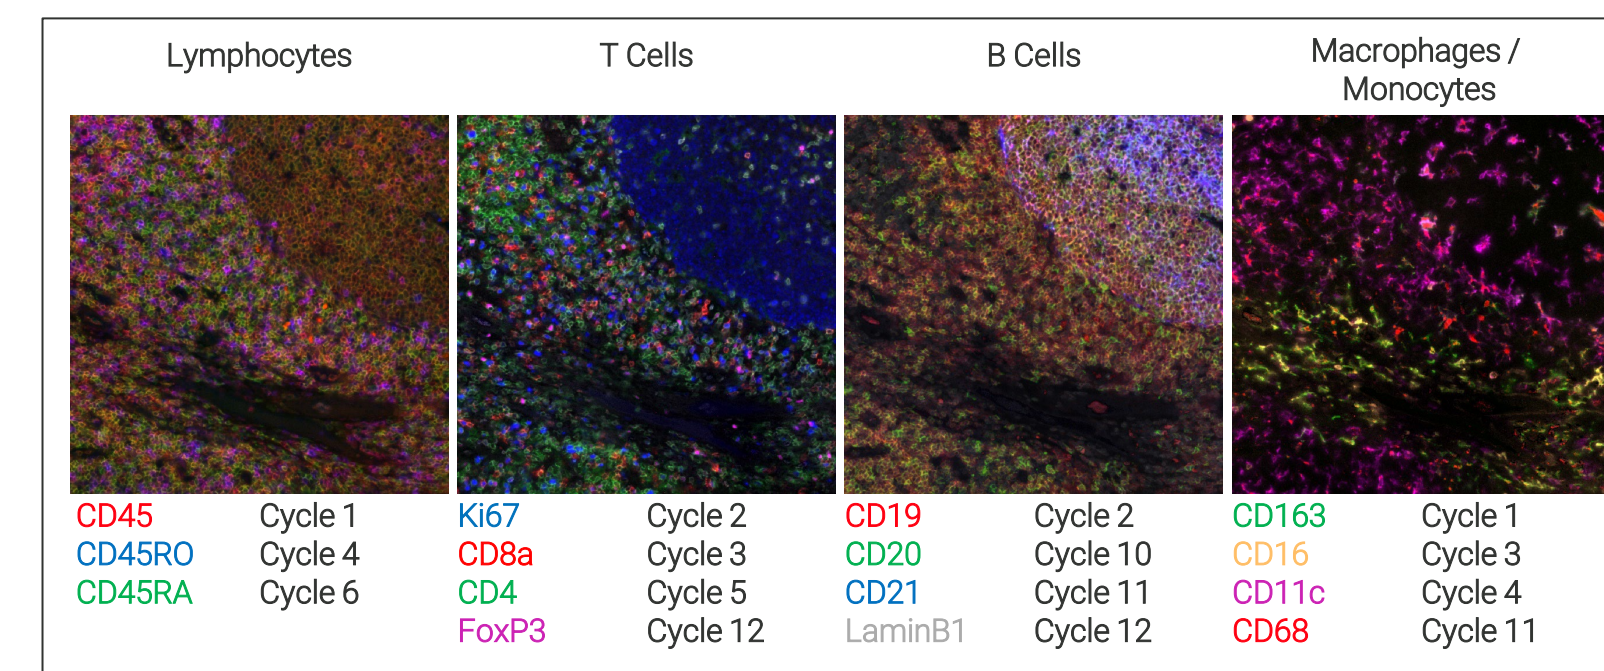 Lymphocytes
T Cells
B Cells
Macrophages /
Monocytes
CD45 Cycle 1
CD45RO Cycle 4
CD45RA Cycle 6
Ki67 Cycle 2
CD8a Cycle 3
CD4 Cycle 5
FoxP3 Cycle 12
CD19 Cycle 2
CD20 Cycle 10
CD21 Cycle 11
LaminB1 Cycle 12
CD163 Cycle 1
CD16 Cycle 3
CD11c Cycle 4
CD68 Cycle 11